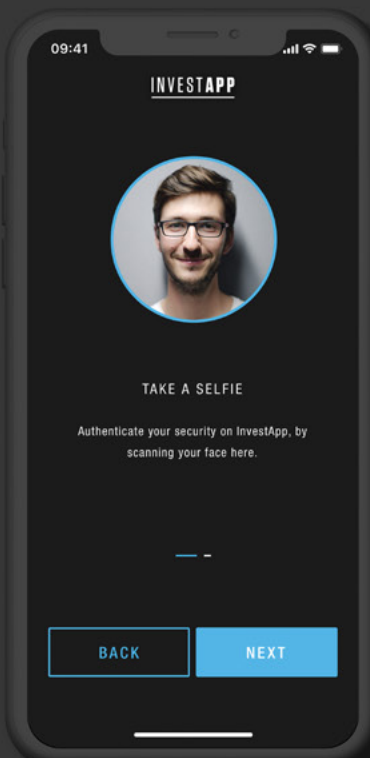 09:41
INVESTAPP
TAKE A SELFIE
Authenticate your security on InvestApp, by
scanning your face here.
BACK
NEXT